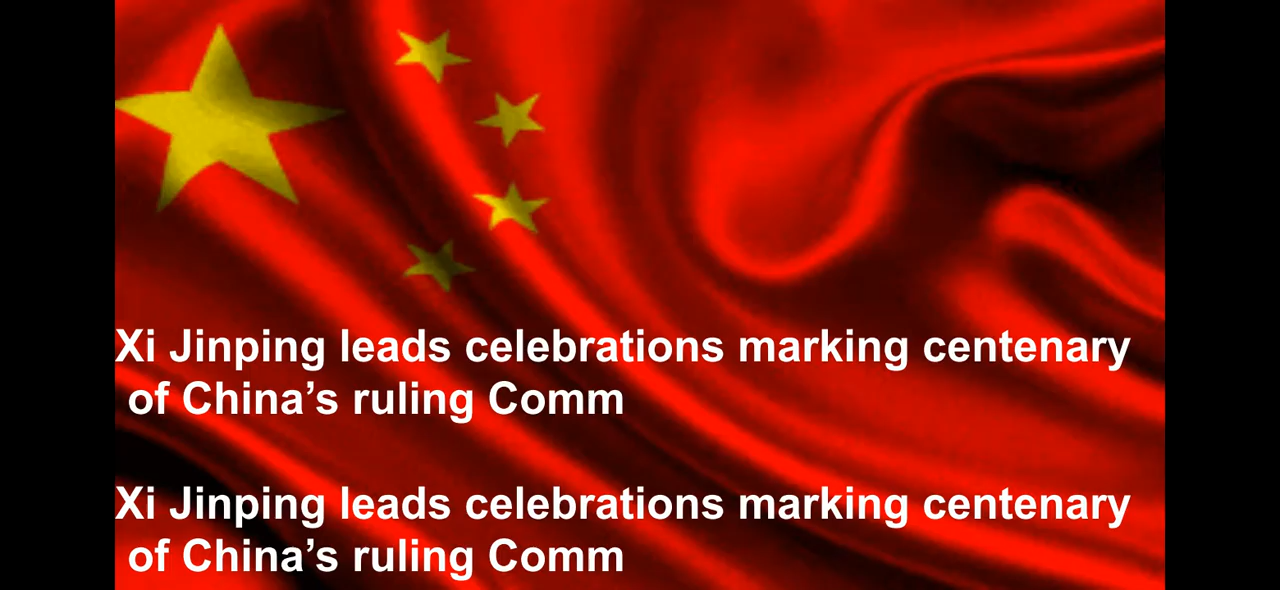 Xi Jinping leads celebrations marking centenary
of China’s ruling Comm
Xi Jinping leads celebrations marking centenary
of China’s ruling Comm